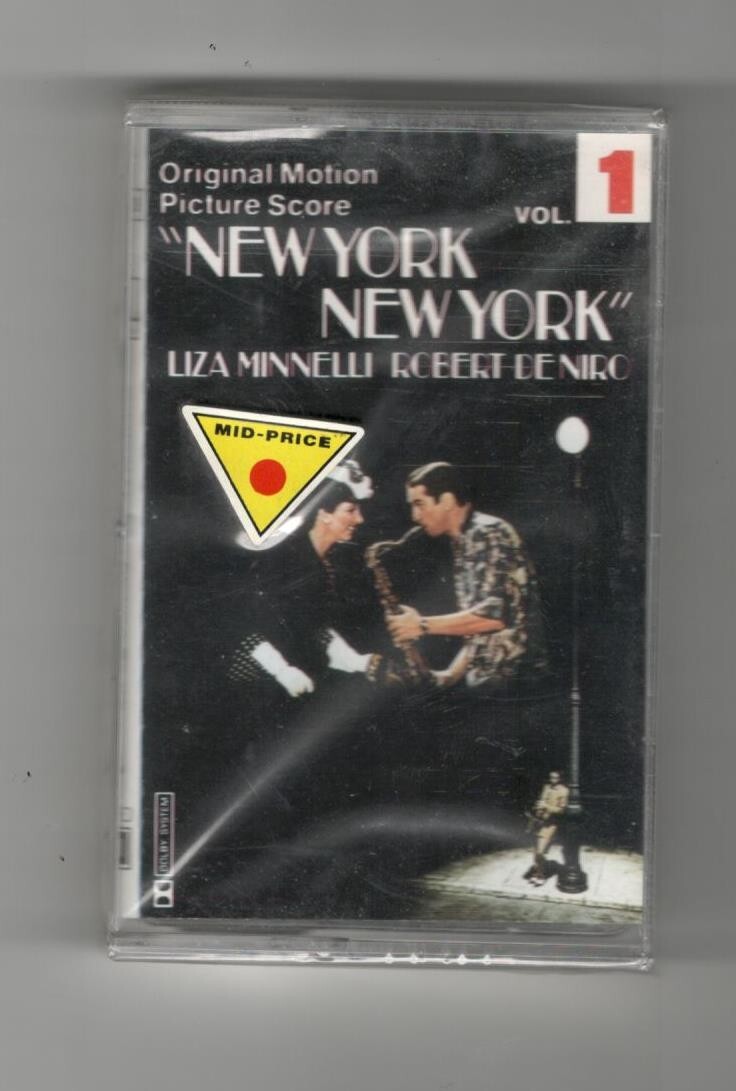 Original Motion
Picture Score
VOL. 1
"NEW YORK
NEW YORK"
LIZA MINNELLI ROBERT DE NIRO
MID-PRICE
DOLBY SYSTEM